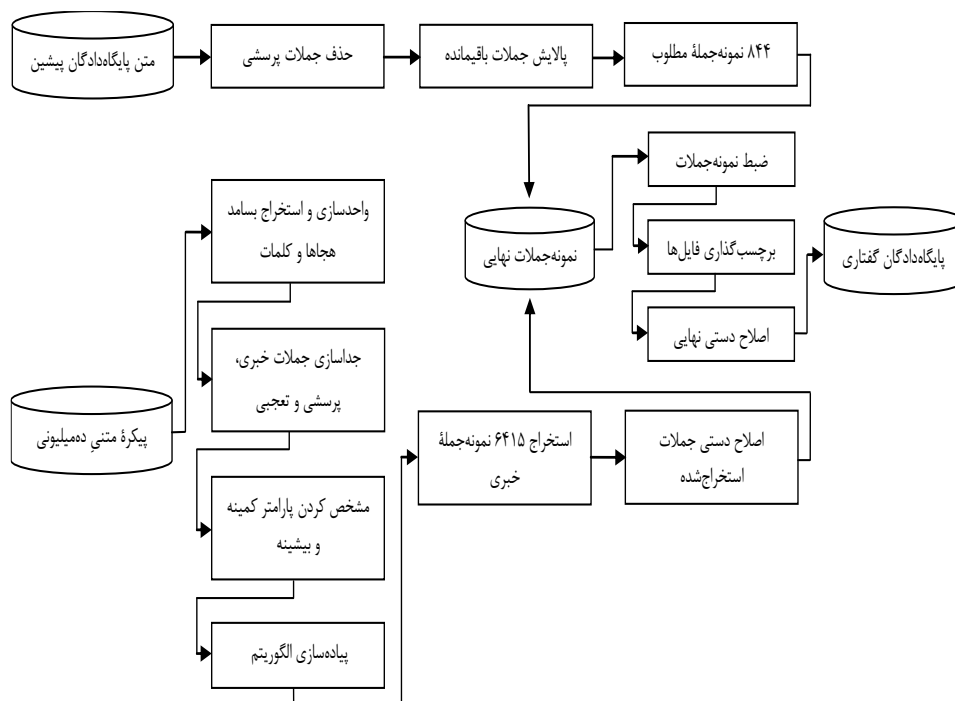 متن پایگاه‌دادگان پیشین
حذف جملات پرسشی
پالایش جملات باقیمانده
۸۴۴ نمونه‌جملهٔ مطلوب
ضبط نمونه‌جملات
واحدسازی و استخراج بسامد
هجاها و کلمات
نمونه‌جملات نهایی
برچسب‌گذاری فایل‌ها
پایگاه‌دادگان گفتاری
اصلاح دستی نهایی
جداسازی جملات خبری،
پرسشی و تعجبی
پیکرهٔ متنیِ ده‌میلیونی
استخراج ۶۴۱۵ نمونه‌جملهٔ
خبری
اصلاح دستی جملات
استخراج‌شده
مشخص کردن پارامتر کمینه
و بیشینه
پیاده‌سازی الگوریتم